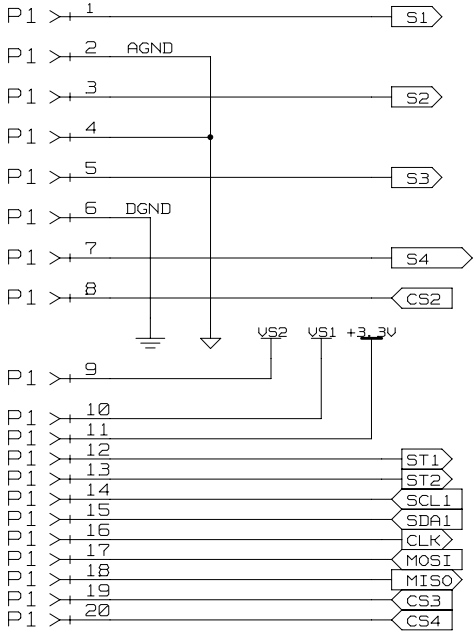 P1 1 S1
P1 2 AGND
P1 3 S2
P1 4
P1 5 S3
P1 6 DGND
P1 7 S4
P1 8 CS2
VS2 VS1 +3.3V
P1 9
P1 10
P1 11
P1 12 ST1
P1 13 ST2
P1 14 SCL1
P1 15 SDA1
P1 16 CLK
P1 17 MOSI
P1 18 MISO
P1 19 CS3
P1 20 CS4